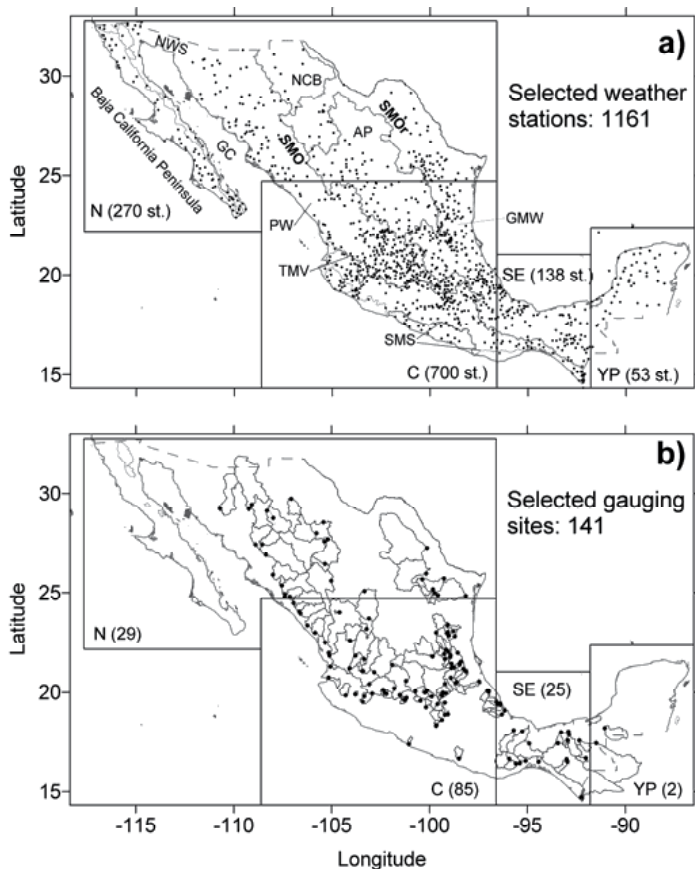 a)
Selected weather
stations: 1161
NWS
NCB
SMOr
AP
SMO
GC
Baja California Peninsula
N (270 st.)
PW
GMW
TMV
SE (138 st.)
SMS
C (700 st.)
YP (53 st.)
Latitude
30
25
20
15
b)
Selected gauging
sites: 141
N (29)
SE (25)
C (85)
YP (2)
Latitude
30
25
20
15
-115 -110 -105 -100 -95 -90
Longitude